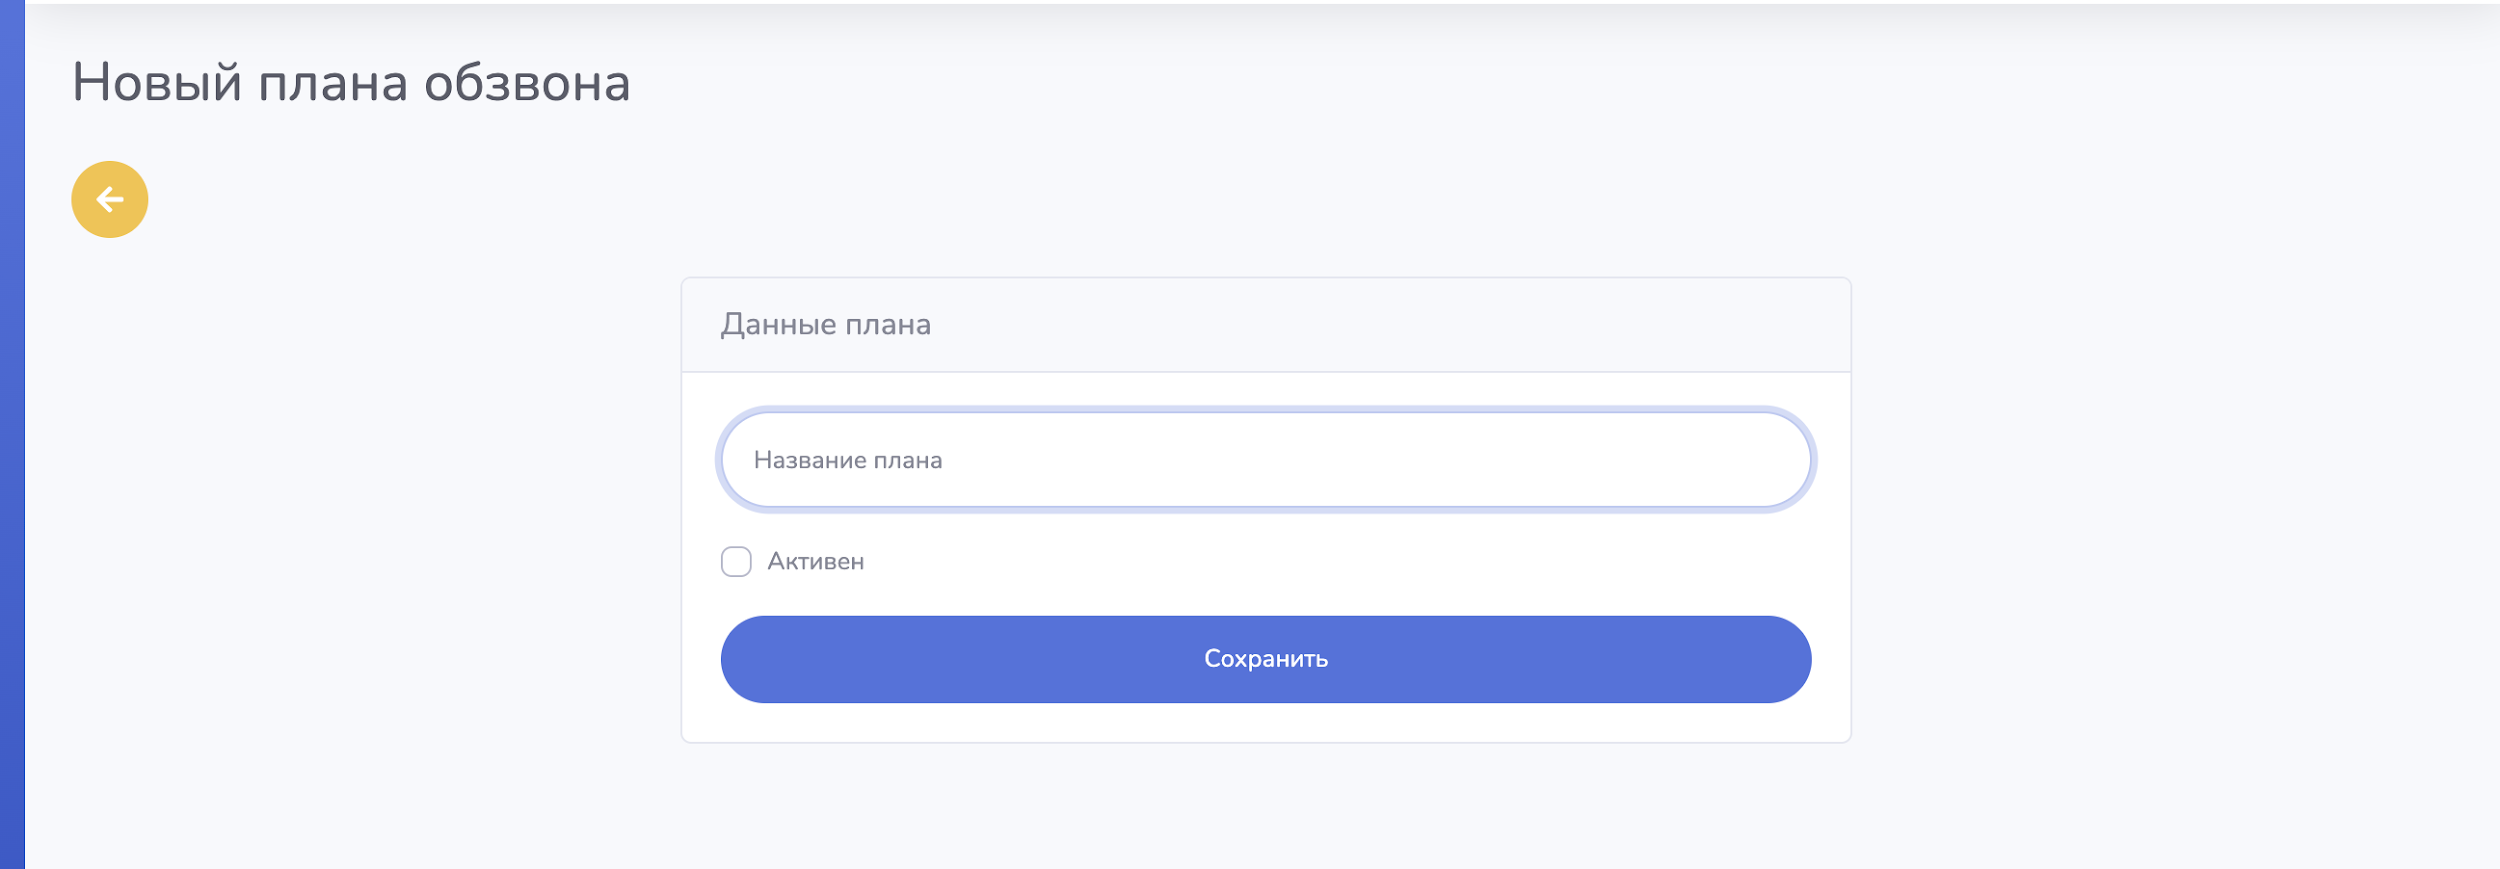 Новый плана обзвона
Данные плана
Название плана
Активен
Сохранить